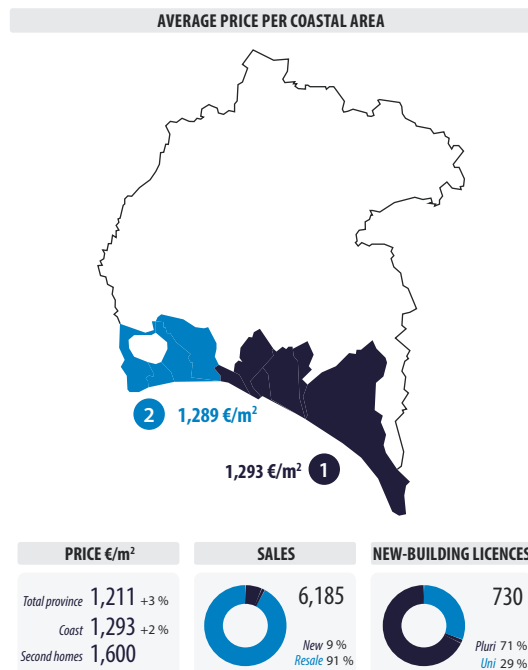 AVERAGE PRICE PER COASTAL AREA
2 1,289 €/m²
1,293 €/m² 1
PRICE €/m²
Total province 1,211 +3 %
Coast 1,293 +2 %
Second homes 1,600
SALES
6,185
New 9 %
Resale 91 %
NEW-BUILDING LICENCES
730
Pluri 71 %
Uni 29 %